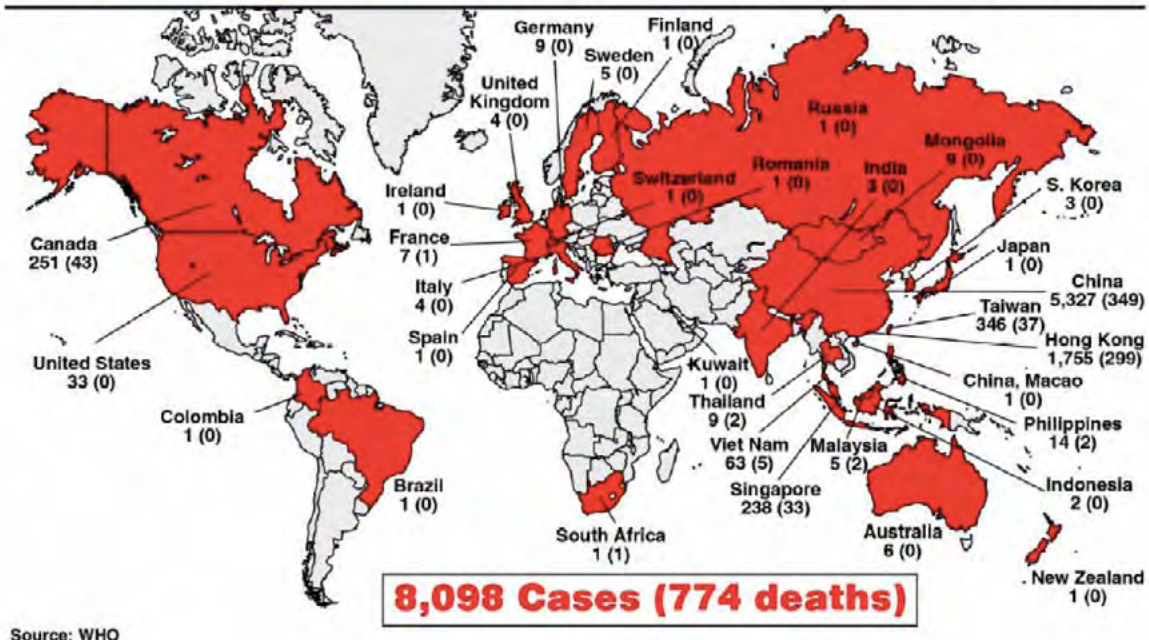 Germany
9 (0)
Finland
1 (0)
Sweden
5 (0)
United
Kingdom
4 (0)
Russia
1 (0)
Mongolia
9 (0)
Romania
1 (0)
India
3 (0)
Switzerland
1 (0)
S. Korea
3 (0)
Ireland
1 (0)
Canada
251 (43)
France
7 (1)
Japan
1 (0)
Italy
4 (0)
China
5,327 (349)
Taiwan
346 (37)
Spain
1 (0)
Hong Kong
1,755 (299)
United States
33 (0)
Kuwait
1 (0)
China, Macao
1 (0)
Thailand
9 (2)
Colombia
1 (0)
Philippines
14 (2)
Viet Nam
63 (5)
Malaysia
5 (2)
Brazil
1 (0)
Singapore
238 (33)
Indonesia
2 (0)
South Africa
1 (1)
Australia
6 (0)
New Zealand
1 (0)
8,098 Cases (774 deaths)
Source: WHO